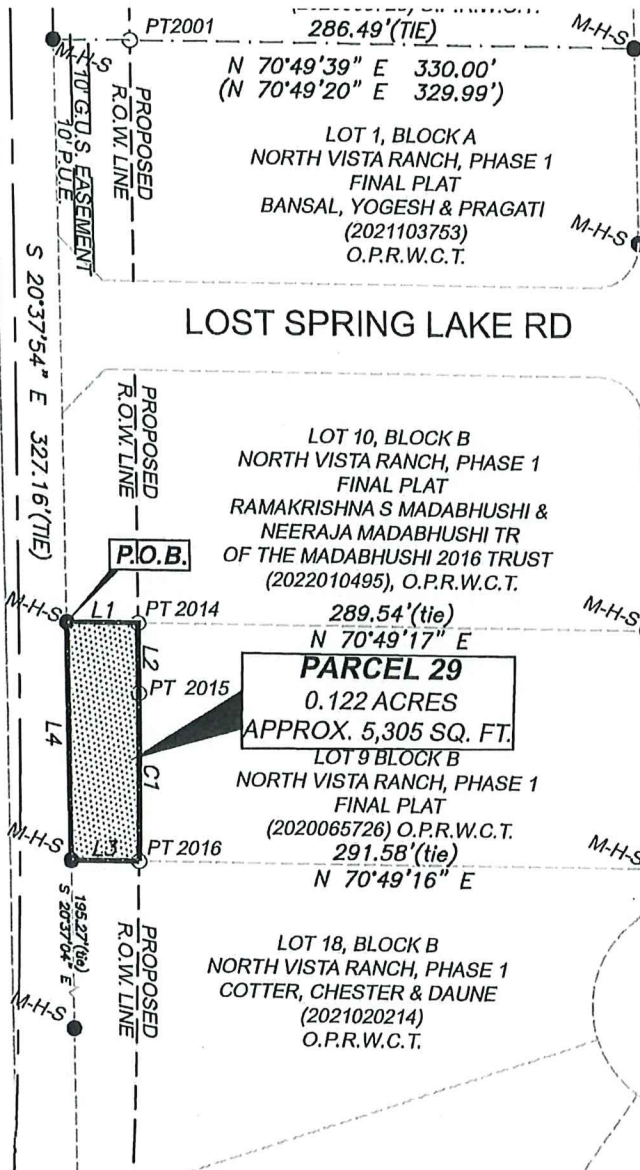 PT2001
286.49'(TIE)
M-H-S
M-H-S
N 70°49'39" E 330.00'
(N 70°49'20" E 329.99')
10' G.U.S. EASEMENT
10' P.U.E.
PROPOSED
R.O.W. LINE
LOT 1, BLOCK A
NORTH VISTA RANCH, PHASE 1
FINAL PLAT
BANSAL, YOGESH & PRAGATI
(2021103753)
O.P.R.W.C.T.
M-H-S
S 20°37'54" E 327.16'(TIE)
LOST SPRING LAKE RD
PROPOSED
R.O.W. LINE
LOT 10, BLOCK B
NORTH VISTA RANCH, PHASE 1
FINAL PLAT
RAMAKRISHNA S MADABHUSHI &
NEERAJA MADABHUSHI TR
OF THE MADABHUSHI 2016 TRUST
(2022010495), O.P.R.W.C.T.
P.O.B.
M-H-S
L1
PT 2014
289.54'(tie)
M-H-S
N 70°49'17" E
L2
PARCEL 29
0.122 ACRES
APPROX. 5,305 SQ. FT.
PT 2015
L4
C1
LOT 9 BLOCK B
NORTH VISTA RANCH, PHASE 1
FINAL PLAT
(2020065726) O.P.R.W.C.T.
M-H-S
L3
PT 2016
291.58'(tie)
M-H-S
N 70°49'16" E
195.27'(tie)
S 20°37'04" E
PROPOSED
R.O.W. LINE
LOT 18, BLOCK B
NORTH VISTA RANCH, PHASE 1
COTTER, CHESTER & DAUNE
(2021020214)
O.P.R.W.C.T.
M-H-S